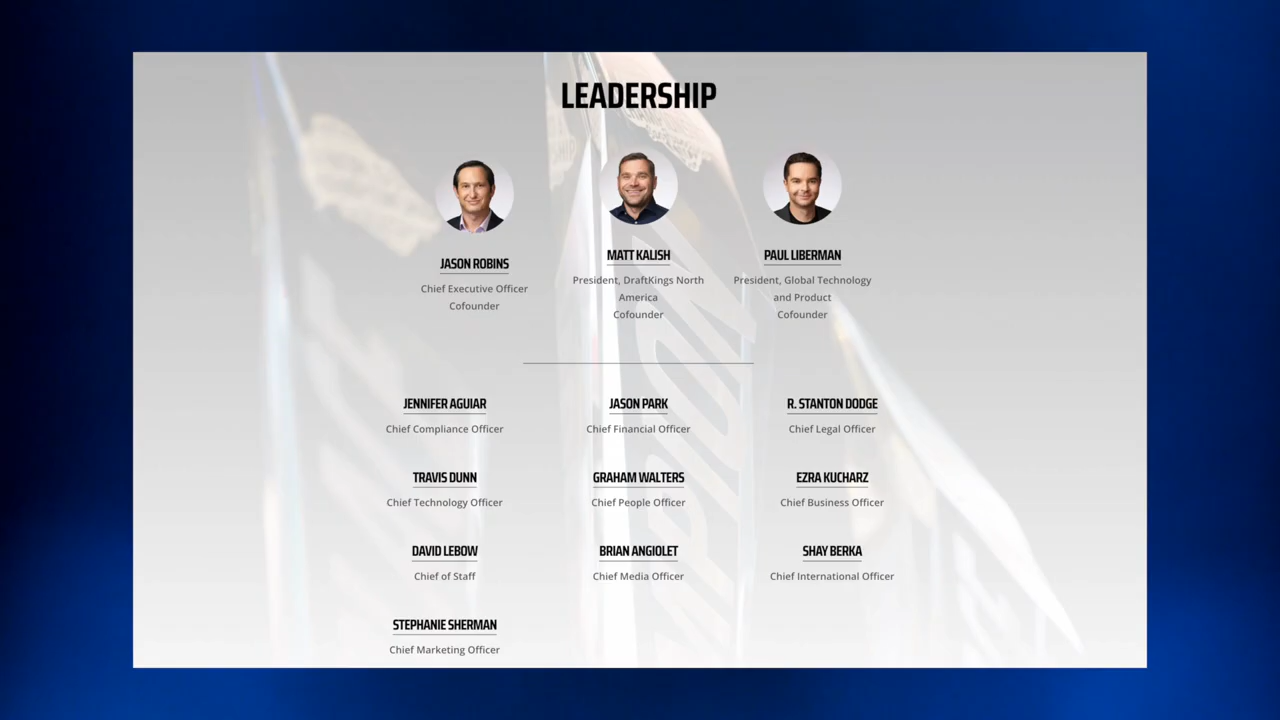 LEADERSHIP
JASON ROBINS
Chief Executive Officer
Cofounder
MATT KALISH
President, DraftKings North
America
Cofounder
PAUL LIBERMAN
President, Global Technology
and Product
Cofounder
JENNIFER AGUIAR
Chief Compliance Officer
JASON PARK
Chief Financial Officer
R. STANTON DODGE
Chief Legal Officer
TRAVIS DUNN
Chief Technology Officer
GRAHAM WALTERS
Chief People Officer
EZRA KUCHARZ
Chief Business Officer
DAVID LEBOW
Chief of Staff
BRIAN ANGIOLET
Chief Media Officer
SHAY BERKA
Chief International Officer
STEPHANIE SHERMAN
Chief Marketing Officer